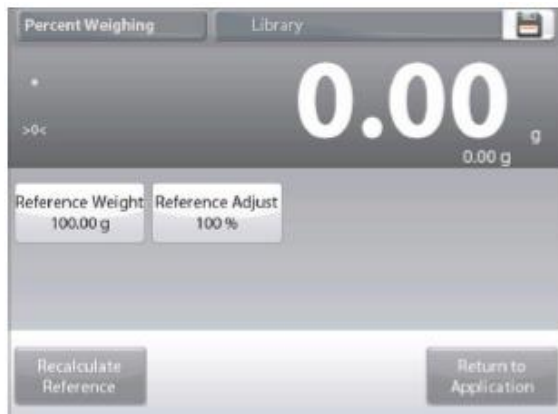 Percent Weighing
Library
*
>0<
0.00 g
0.00 g
Reference Weight
100.00 g
Reference Adjust
100 %
Recalculate
Reference
Return to
Application